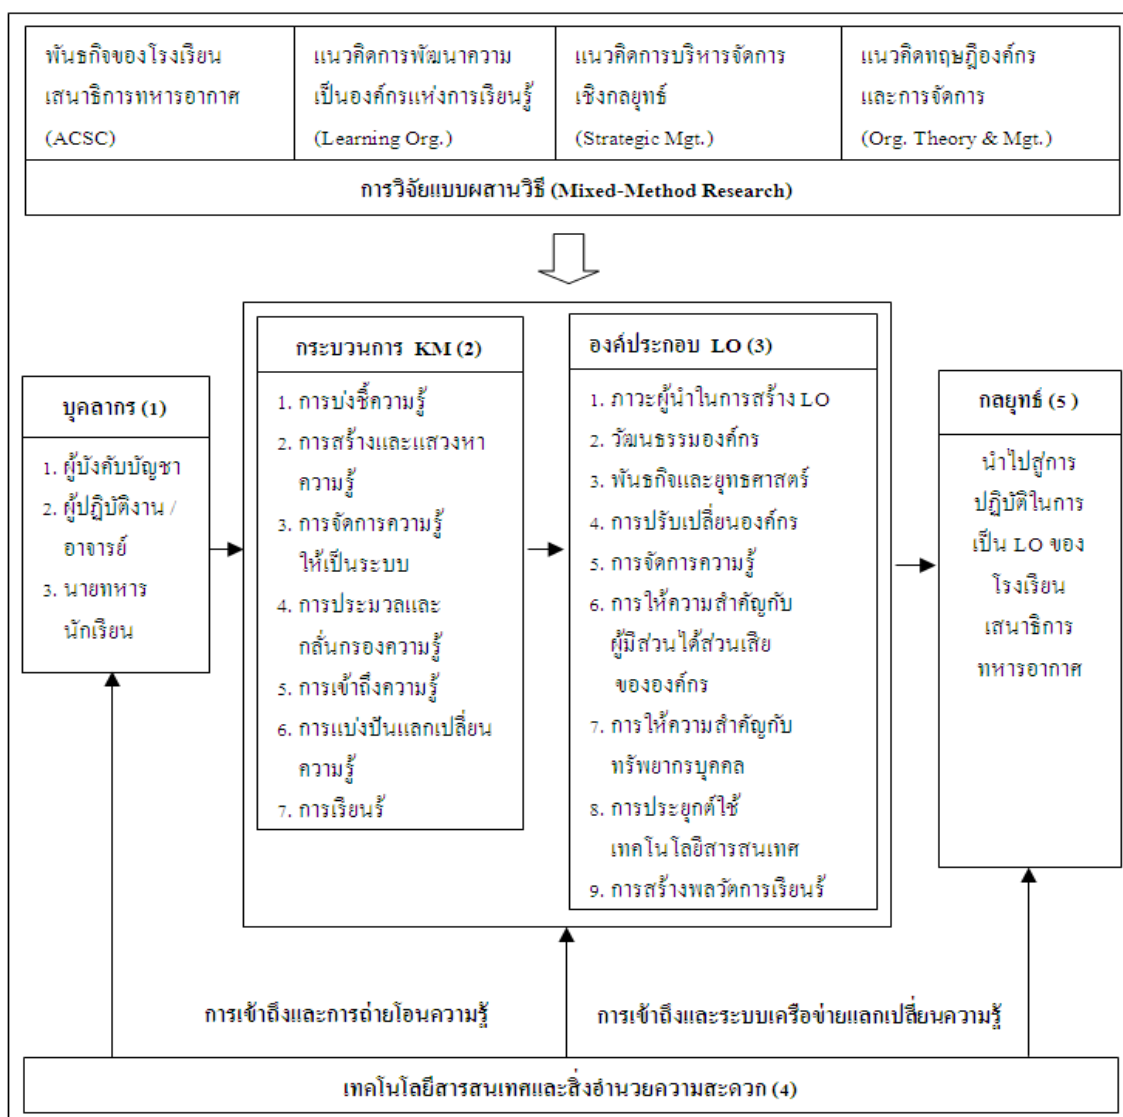 พันธกิจของโรงเรียน
เสนาธิการทหารอากาศ
(ACSC)
แนวคิดการพัฒนาความ
เป็นองค์กรแห่งการเรียนรู้
(Learning Org.)
แนวคิดการบริหารจัดการ
เชิงกลยุทธ์
(Strategic Mgt.)
แนวคิดทฤษฎีองค์กร
และการจัดการ
(Org. Theory & Mgt.)
การวิจัยแบบผสานวิธี (Mixed-Method Research)
บุคลากร (1)
1. ผู้บังคับบัญชา
2. ผู้ปฏิบัติงาน /
อาจารย์
3. นายทหาร
นักเรียน
กระบวนการ KM (2)
1. การบ่งชี้ความรู้
2. การสร้างและแสวงหา
ความรู้
3. การจัดการความรู้
ให้เป็นระบบ
4. การประมวลและ
กลั่นกรองความรู้
5. การเข้าถึงความรู้
6. การแบ่งปันแลกเปลี่ยน
ความรู้
7. การเรียนรู้
องค์ประกอบ LO (3)
1. ภาวะผู้นำในการสร้าง LO
2. วัฒนธรรมองค์กร
3. พันธกิจและยุทธศาสตร์
4. การปรับเปลี่ยนองค์กร
5. การจัดการความรู้
6. การให้ความสำคัญกับ
ผู้มีส่วนได้ส่วนเสีย
ขององค์กร
7. การให้ความสำคัญกับ
ทรัพยากรบุคคล
8. การประยุกต์ใช้
เทคโนโลยีสารสนเทศ
9. การสร้างพลวัตการเรียนรู้
กลยุทธ์ (5 )
นำไปสู่การ
ปฏิบัติในการ
เป็น LO ของ
โรงเรียน
เสนาธิการ
ทหารอากาศ
การเข้าถึงและการถ่ายโอนความรู้
การเข้าถึงและระบบเครือข่ายแลกเปลี่ยนความรู้
เทคโนโลยีสารสนเทศและสิ่งอำนวยความสะดวก (4)